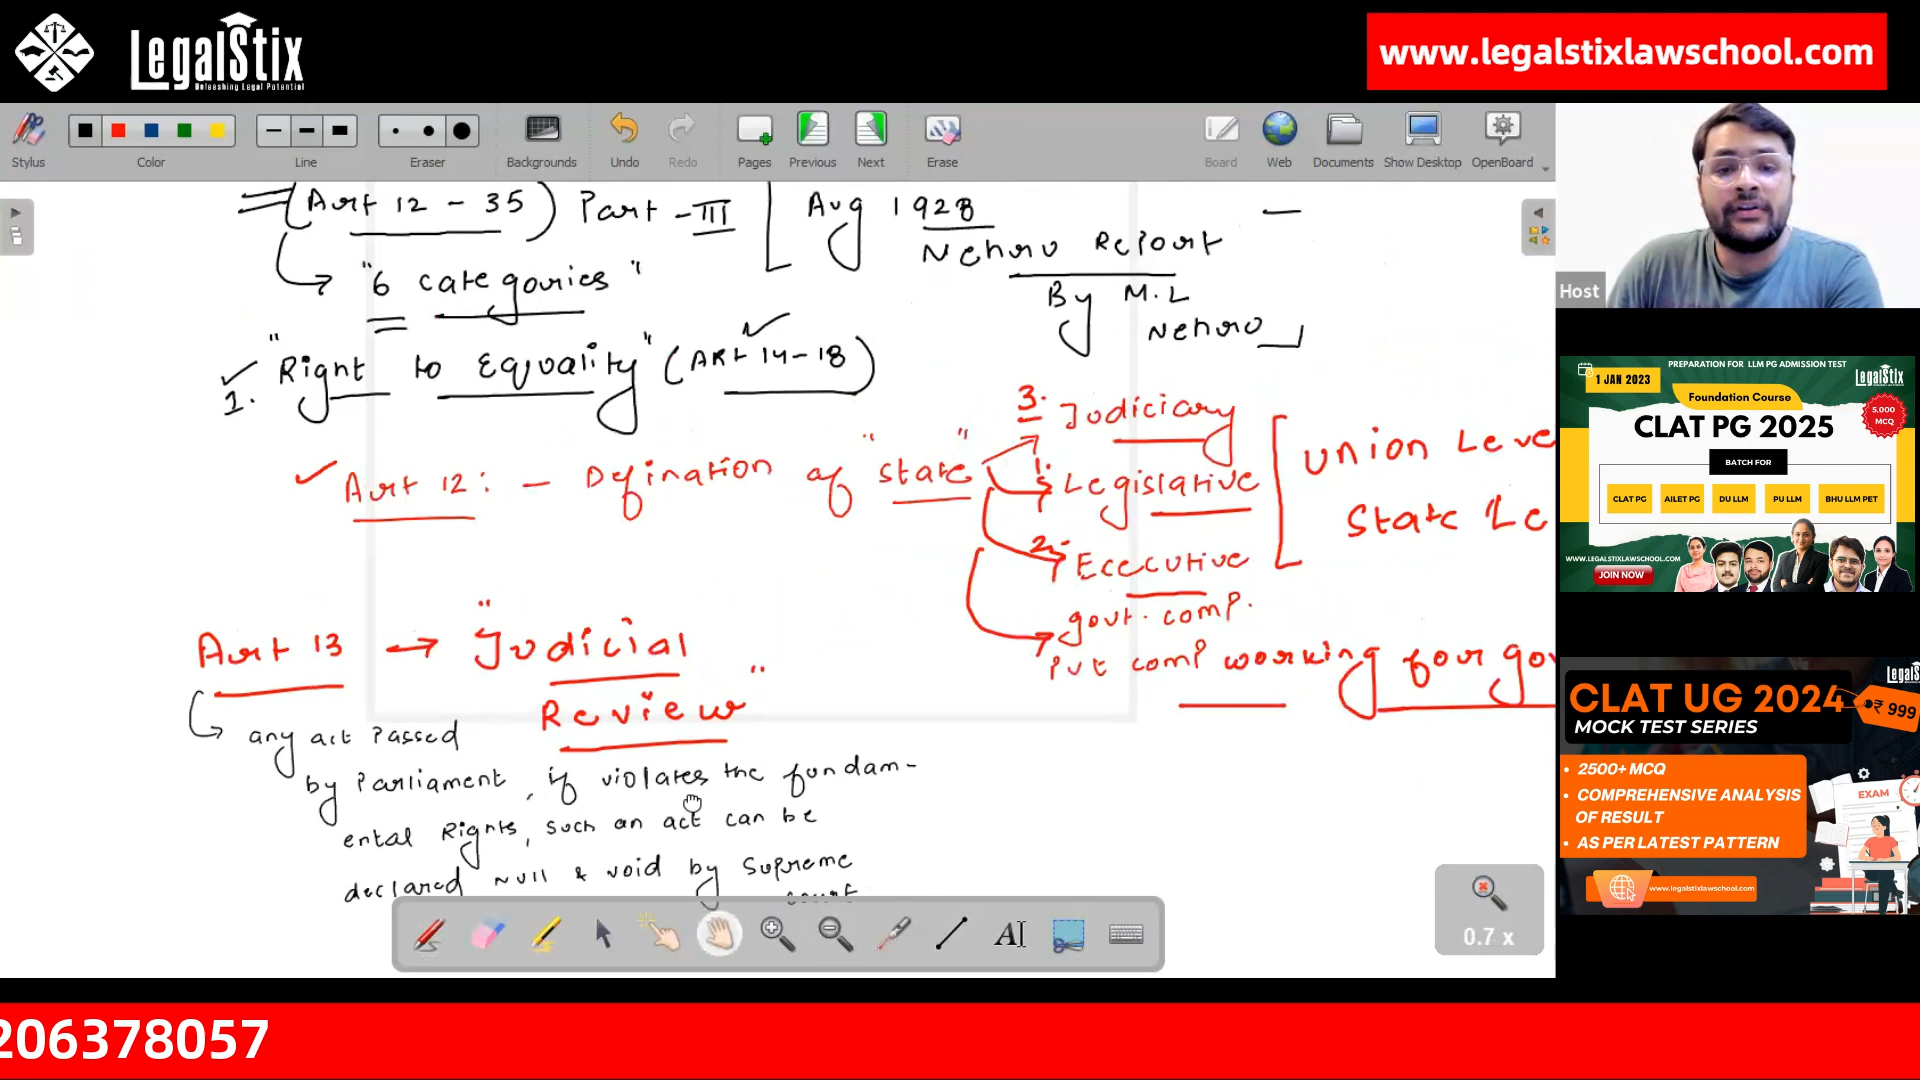 LegalStix
Unleashing Legal Potential
www.legalstixlawschool.com
Stylus
Color
Line
Eraser
Backgrounds
Undo
Redo
Pages
Previous
Next
Erase
Board
Web
Documents
Show Desktop
OpenBoard
(Art 12 - 35) Part - III [ Aug 1928
Nehru Report
By M.L
Nehru ]
"6 categories"
1. "Right to Equality" (ART 14-18)
Art 12: - Defination of "state"
3. Judiciary
1. Legislative
2. Executive
govt. comp.
Pvt comp working for gov
[ Union Leve
State Le
Art 13 → "Judicial
Review"
any act Passed
by Parliament, if violates the fundam-
ental Rights, such an act can be
declared null & void by Supreme
court
0.7 x
Host
PREPARATION FOR LLM PG ADMISSION TEST
LegalStix
1 JAN 2023
Foundation Course
5,000
MCQ
CLAT PG 2025
BATCH FOR
CLAT PG
AILET PG
DU LLM
PU LLM
BHU LLM PET
WWW.LEGALSTIXLAWSCHOOL.COM
JOIN NOW
LegalS
CLAT UG 2024
₹ 999
MOCK TEST SERIES
• 2500+ MCQ
• COMPREHENSIVE ANALYSIS
OF RESULT
• AS PER LATEST PATTERN
EXAM
www.legalstixlawschool.com
206378057